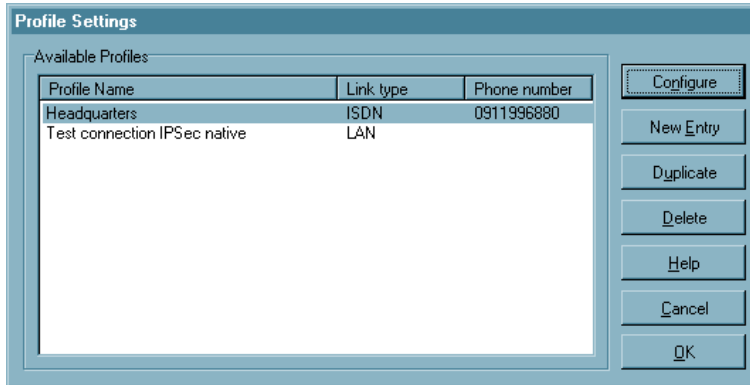 Profile Settings
Available Profiles
Profile Name Link type Phone number
Headquarters ISDN 0911996880
Test connection IPSec native LAN
Configure
New Entry
Duplicate
Delete
Help
Cancel
OK